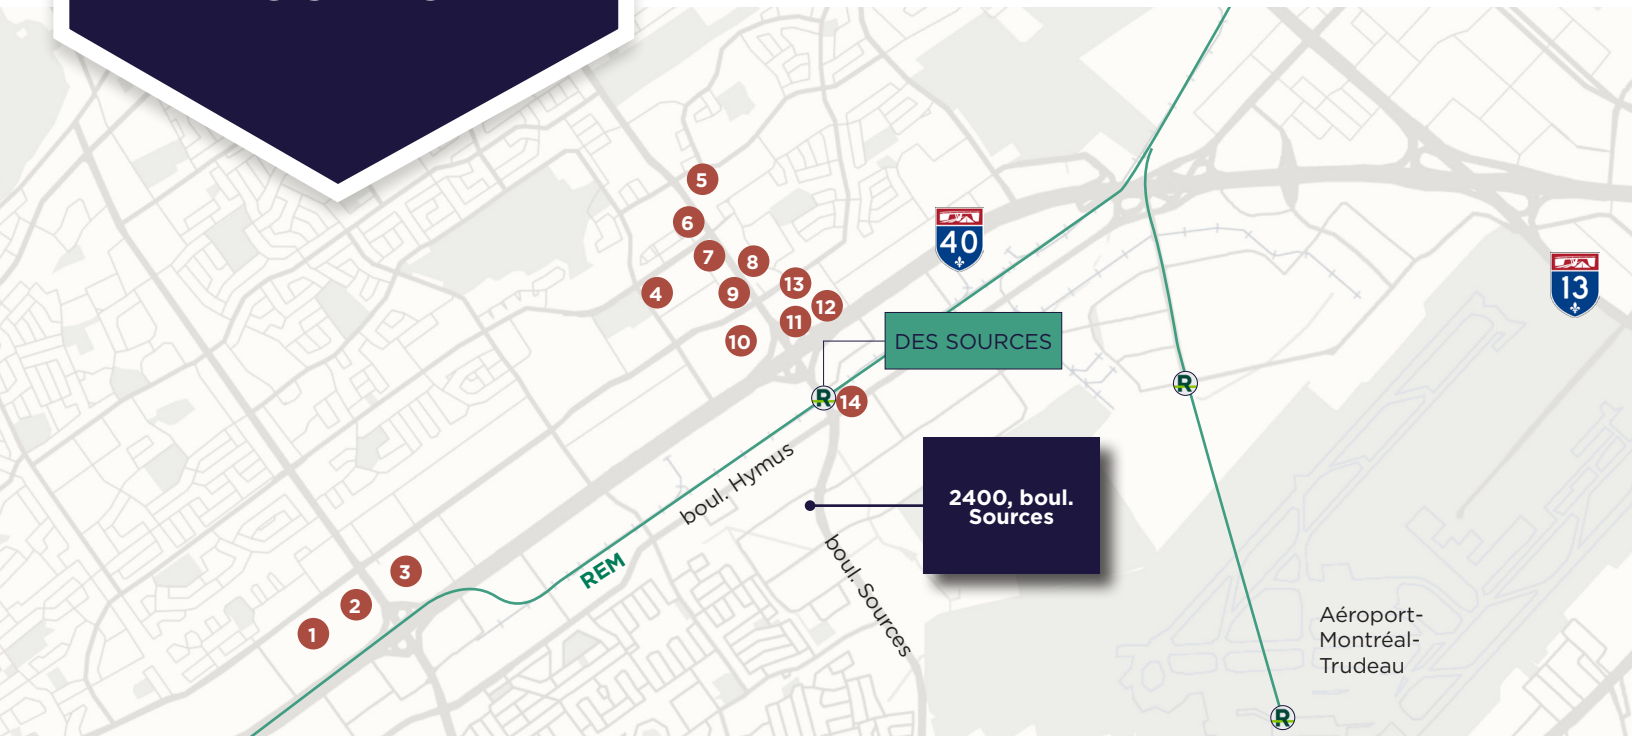 5
6
7
8
4
9
13
12
11
10
40
13
DES SOURCES
R
14
R
boul. Hymus
2400, boul.
Sources
boul. Sources
REM
3
2
1
Aéroport-
Montréal-
Trudeau
R